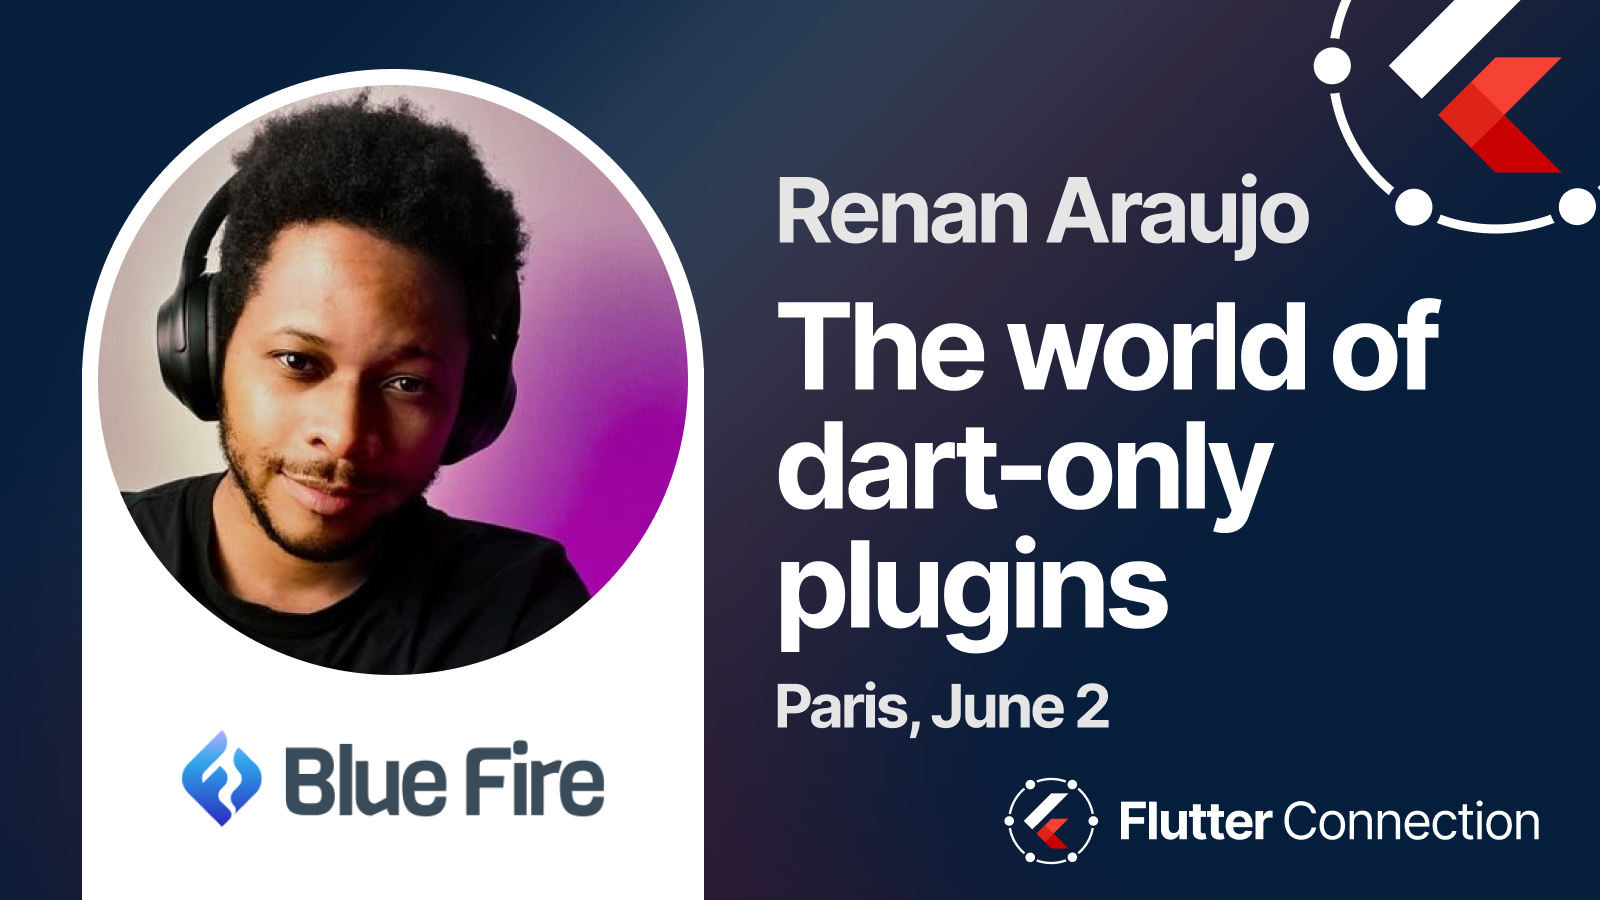 Renan Araujo
The world of
dart-only
plugins
Paris, June 2
Blue Fire
Flutter Connection